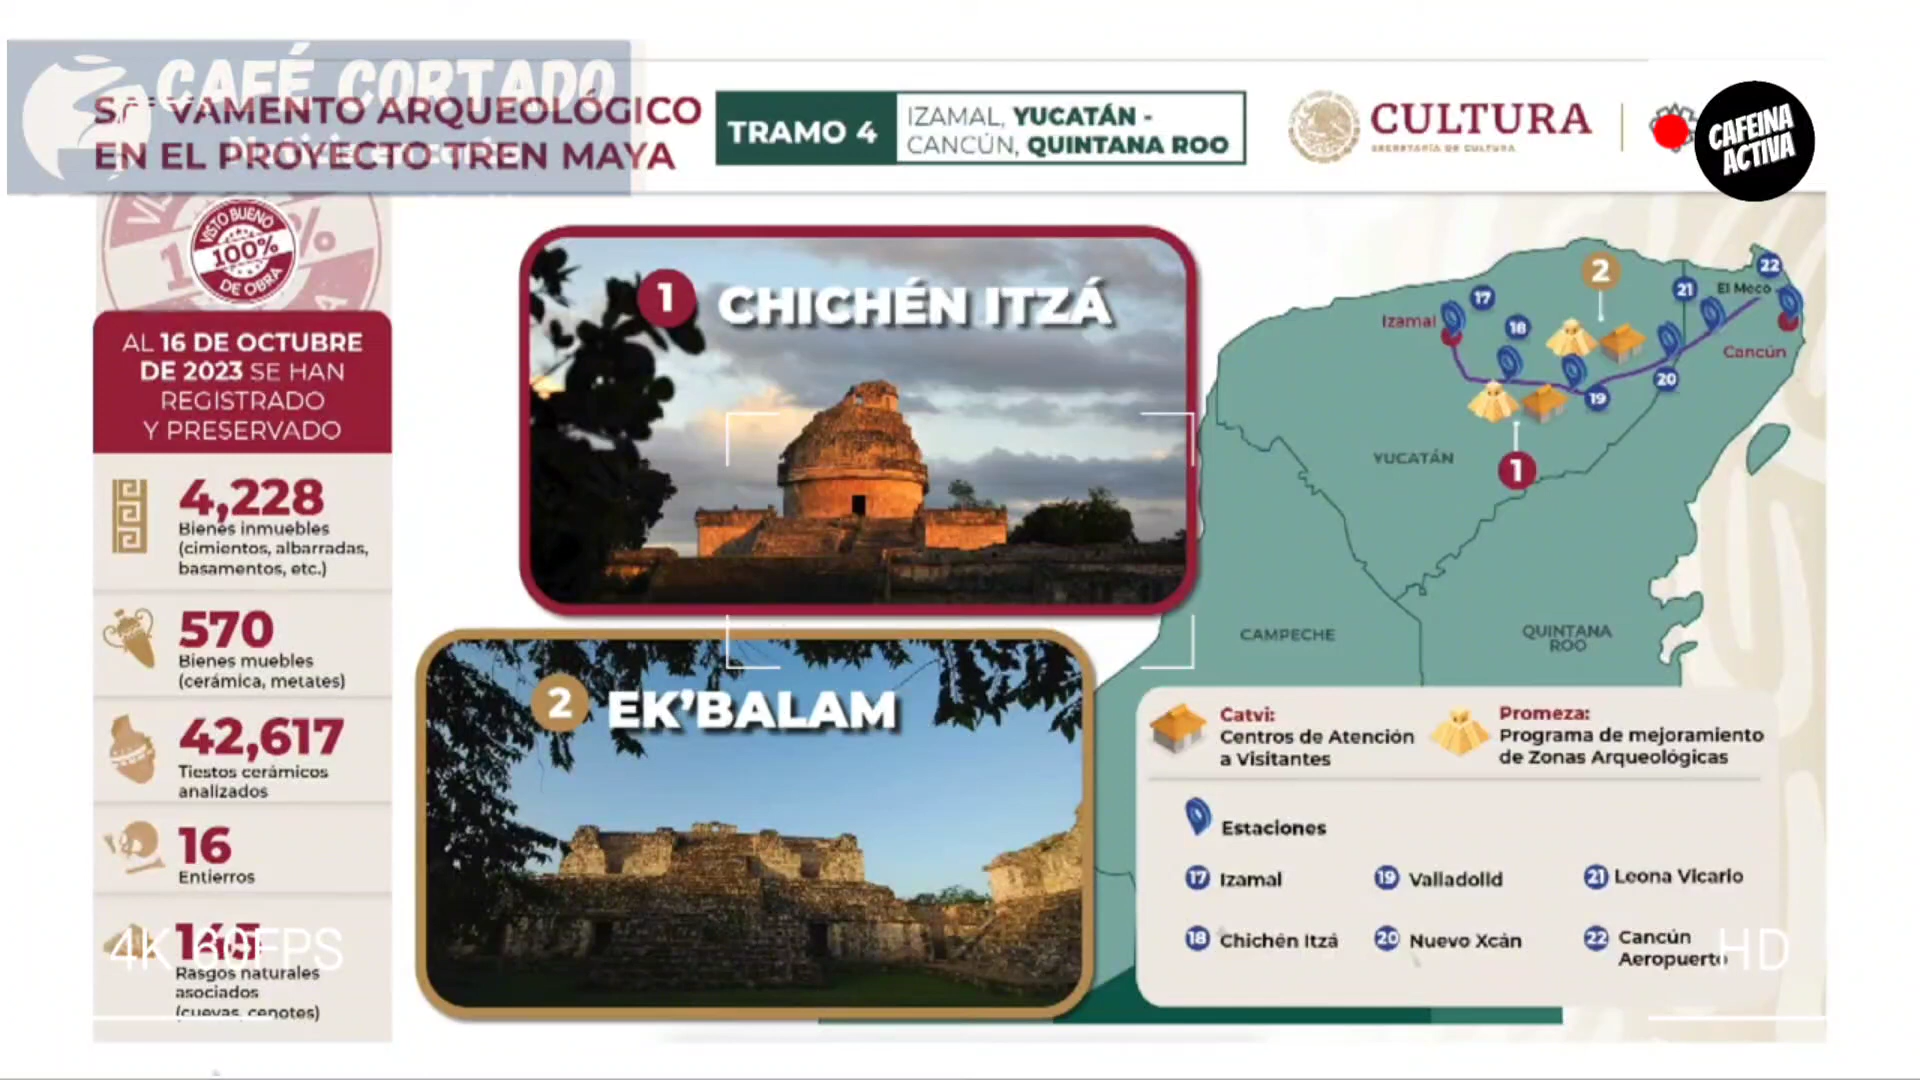 CAFÉ CORTADO
VAMENTO ARQUEOLÓGICO
EN EL PROYECTO TREN MAYA
TRAMO 4
IZAMAL, YUCATÁN -
CANCÚN, QUINTANA ROO
CULTURA
SECRETARÍA DE CULTURA
CAFEINA
ACTIVA
VISTO BUENO
100%
DE OBRA
AL 16 DE OCTUBRE
DE 2023 SE HAN
REGISTRADO
Y PRESERVADO
4,228
Bienes inmuebles
(cimientos, albarradas,
basamentos, etc.)
570
Bienes muebles
(cerámica, metates)
42,617
Tiestos cerámicos
analizados
16
Entierros
4K 60FPS
Rasgos naturales
asociados
(cuevas, cenotes)
1 CHICHÉN ITZÁ
2 EK'BALAM
2
22
21
El Meco
17
Izamal
18
Cancún
20
19
YUCATÁN
1
CAMPECHE
QUINTANA
ROO
Catvi:
Centros de Atención
a Visitantes
Promeza:
Programa de mejoramiento
de Zonas Arqueológicas
Estaciones
17 Izamal
19 Valladolid
21 Leona Vicario
18 Chichén Itzá
20 Nuevo Xcán
22 Cancún
Aeropuerto
HD